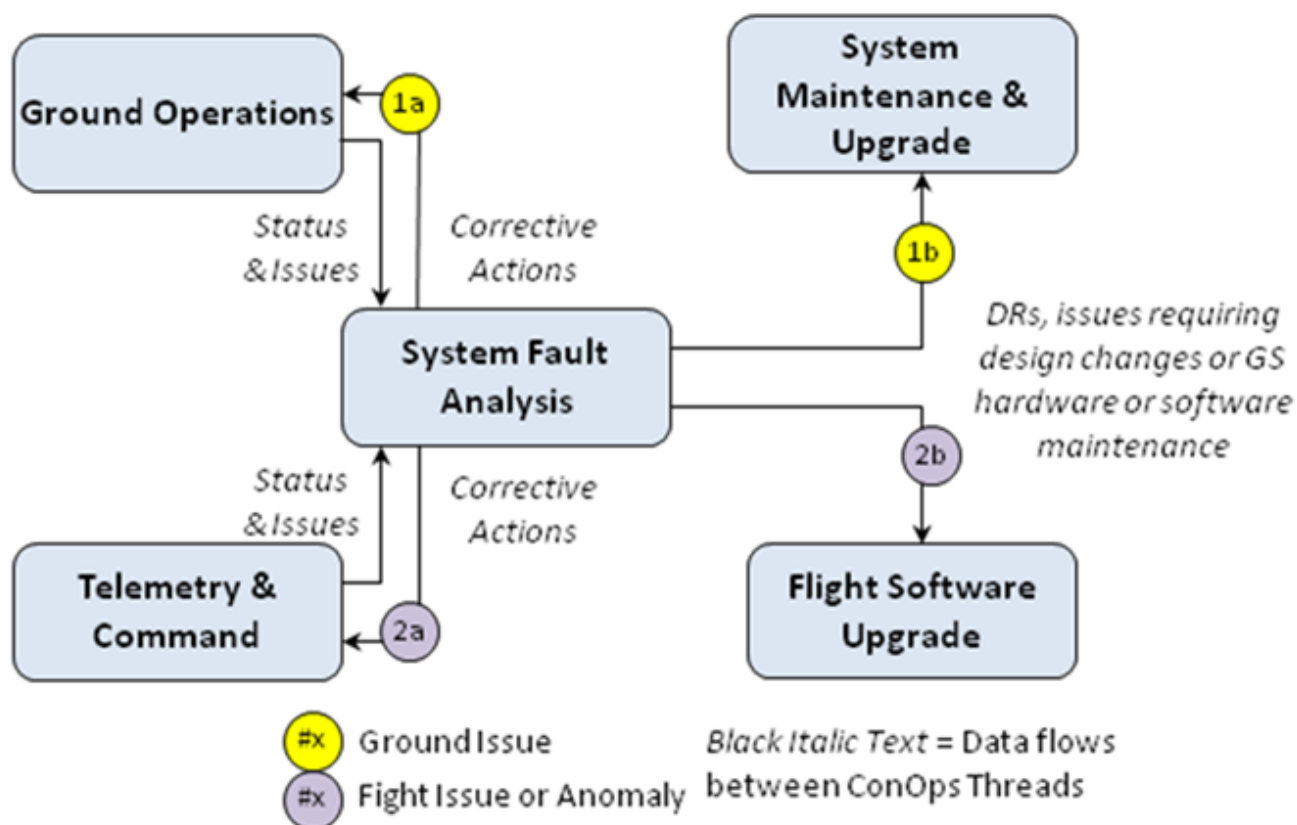 Ground Operations
1a
System
Maintenance &
Upgrade
Status
& Issues
Corrective
Actions
1b
System Fault
Analysis
DRs, issues requiring
design changes or GS
hardware or software
maintenance
2b
Status
& Issues
Corrective
Actions
Telemetry &
Command
2a
Flight Software
Upgrade
#x Ground Issue
#x Fight Issue or Anomaly
Black Italic Text = Data flows
between ConOps Threads